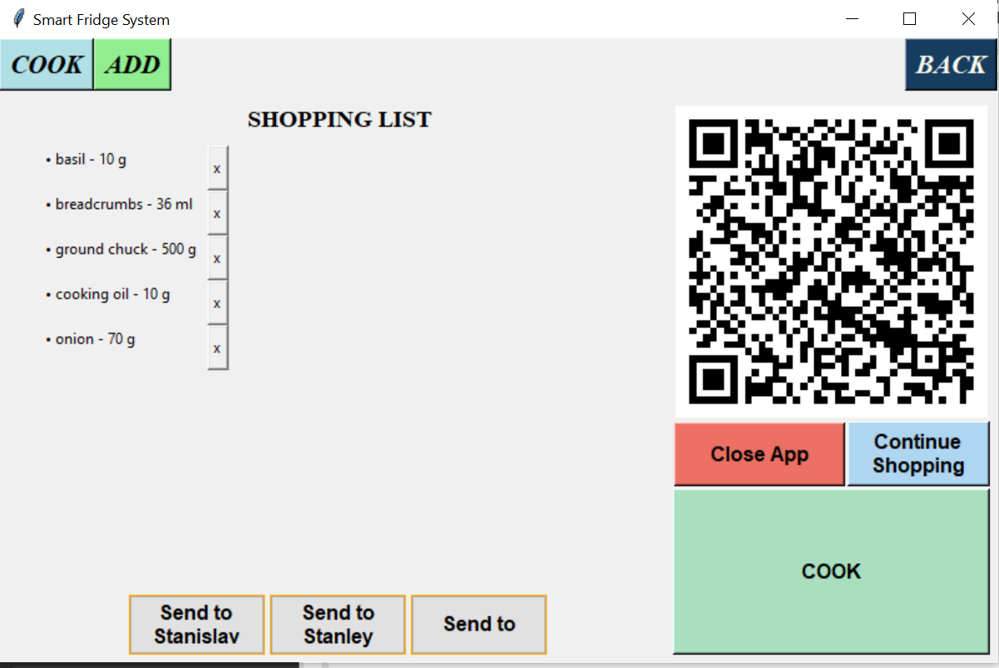 Smart Fridge System
COOK ADD BACK
SHOPPING LIST
• basil - 10 g x
• breadcrumbs - 36 ml x
• ground chuck - 500 g x
• cooking oil - 10 g x
• onion - 70 g x
Close App
Continue
Shopping
COOK
Send to
Stanislav
Send to
Stanley
Send to